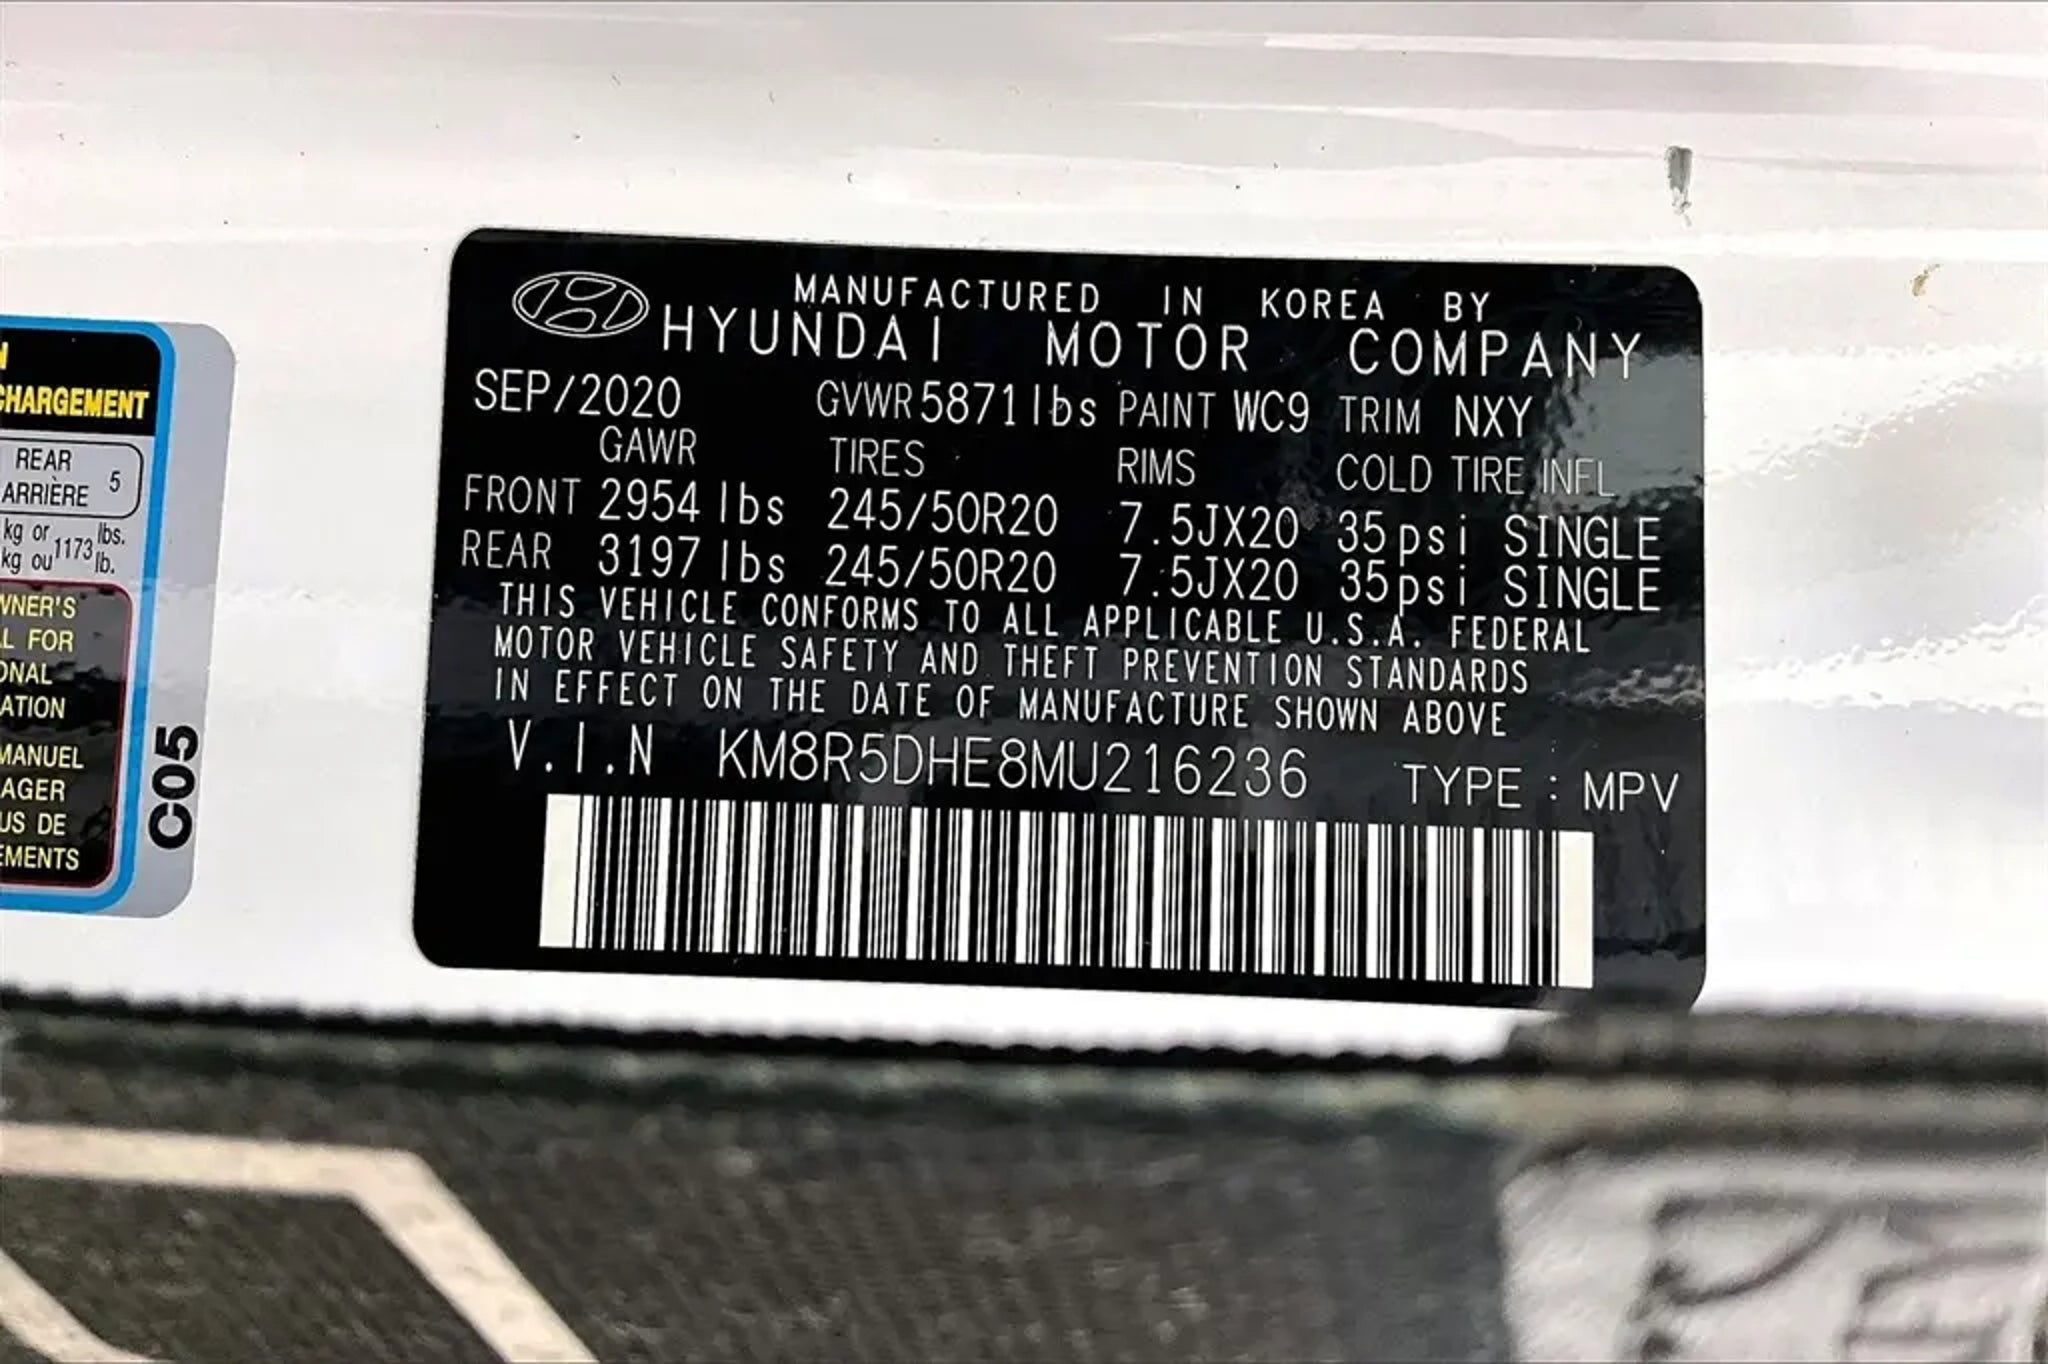 MANUFACTURED IN KOREA BY
HYUNDAI MOTOR COMPANY
SEP/2020 GVWR 5871lbs PAINT WC9 TRIM NXY
GAWR TIRES RIMS COLD TIRE INFL
FRONT 2954 lbs 245/50R20 7.5JX20 35psi SINGLE
REAR 3197 lbs 245/50R20 7.5JX20 35psi SINGLE
THIS VEHICLE CONFORMS TO ALL APPLICABLE U.S.A. FEDERAL
MOTOR VEHICLE SAFETY AND THEFT PREVENTION STANDARDS
IN EFFECT ON THE DATE OF MANUFACTURE SHOWN ABOVE
V.I.N KM8R5DHE8MU216236 TYPE : MPV
N
CHARGEMENT
REAR 5
ARRIÈRE
kg or 1173 lbs.
kg ou lb.
WNER'S
L FOR
ONAL
ATION
MANUEL
AGER
US DE
EMENTS
C05